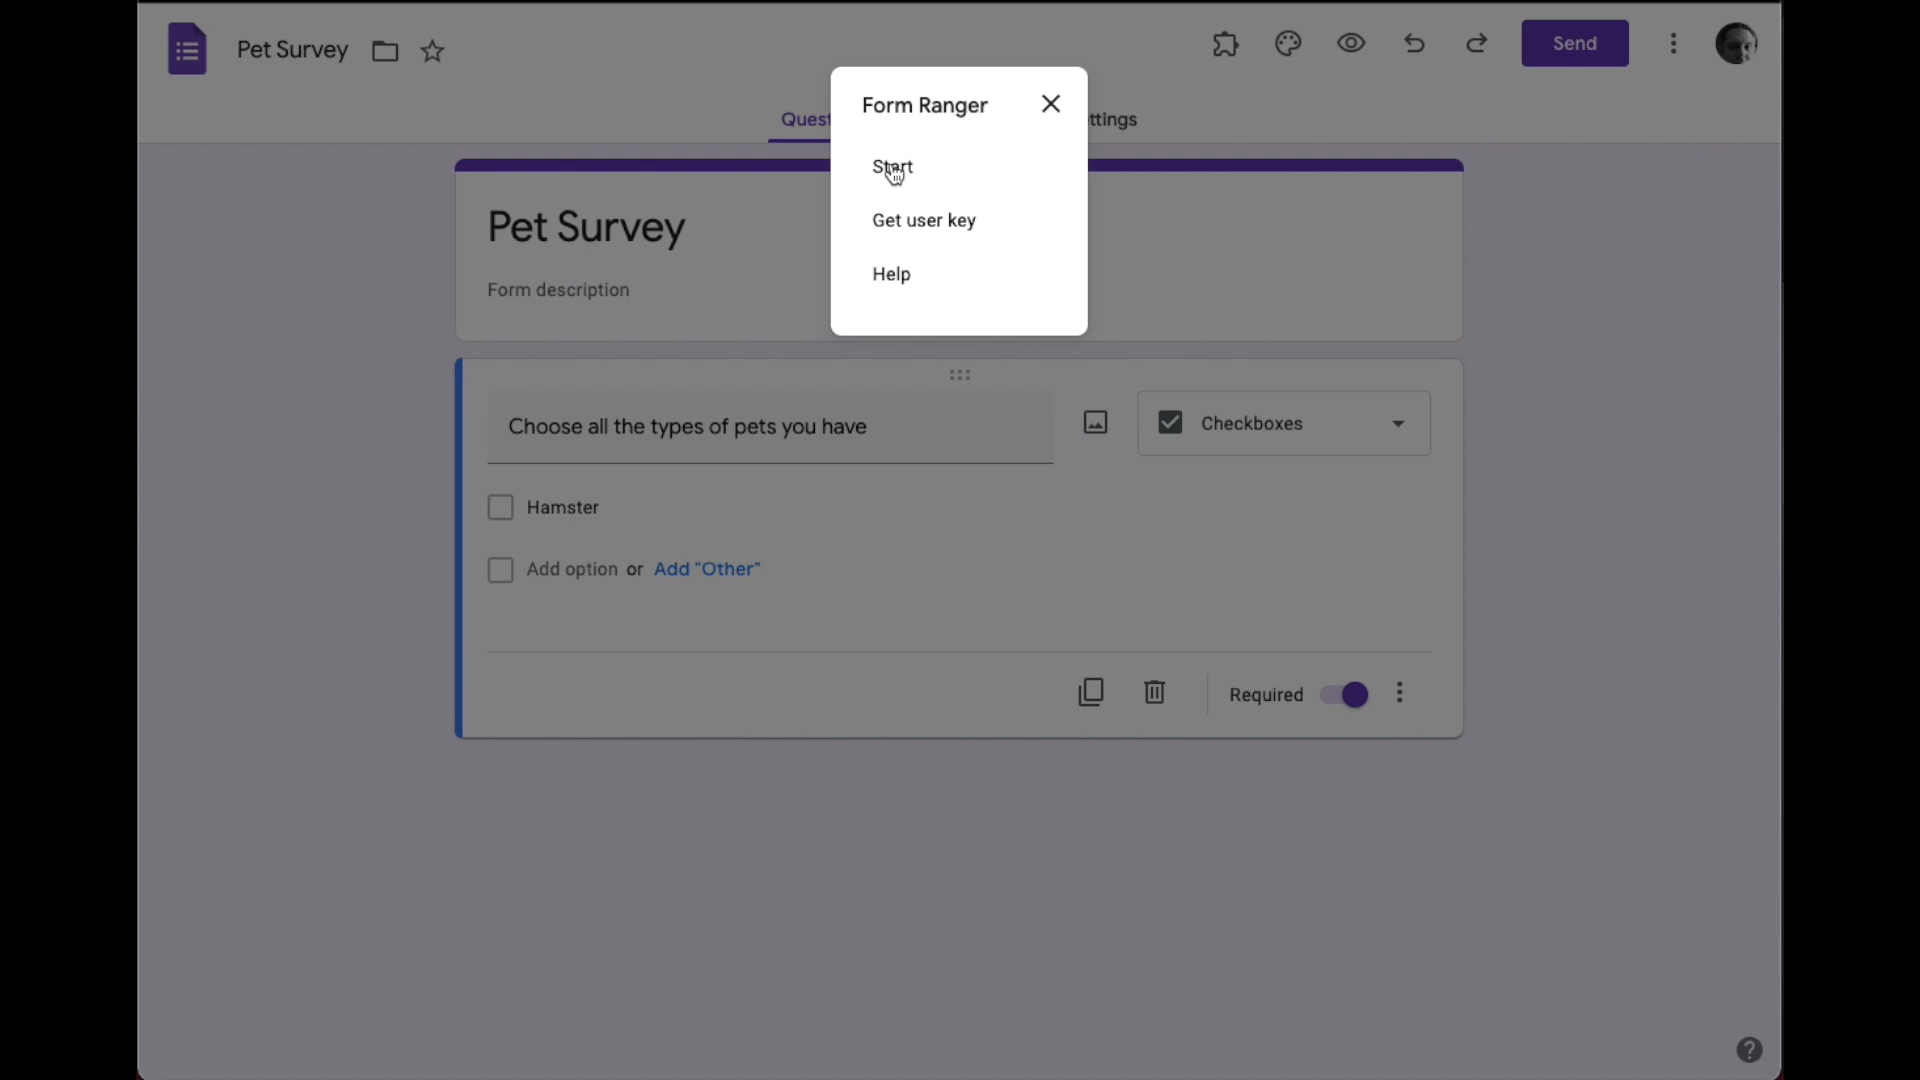 Pet Survey
Send
Form Ranger
Quest
ttings
Start
Get user key
Help
Pet Survey
Form description
Choose all the types of pets you have
Checkboxes
Hamster
Add option or Add "Other"
Required